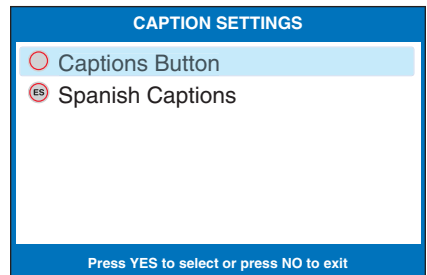 CAPTION SETTINGS
Captions Button
ES Spanish Captions
Press YES to select or press NO to exit